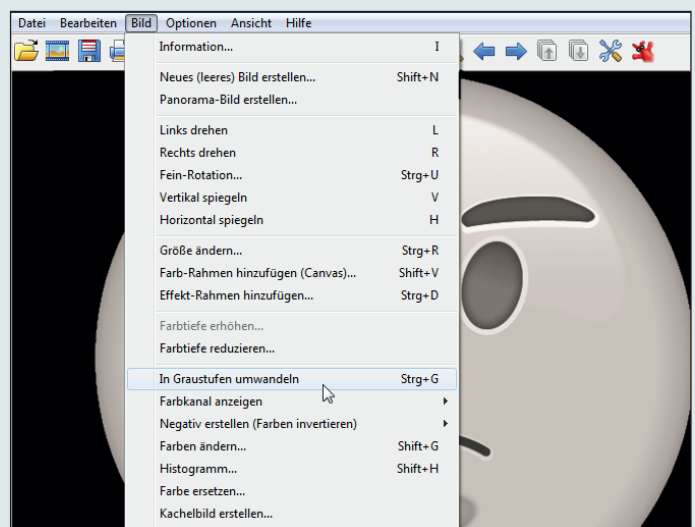 Datei Bearbeiten Bild Optionen Ansicht Hilfe
Information... I
Neues (leeres) Bild erstellen... Shift+N
Panorama-Bild erstellen...
Links drehen L
Rechts drehen R
Fein-Rotation... Strg+U
Vertikal spiegeln V
Horizontal spiegeln H
Größe ändern... Strg+R
Farb-Rahmen hinzufügen (Canvas)... Shift+V
Effekt-Rahmen hinzufügen... Strg+D
Farbtiefe erhöhen...
Farbtiefe reduzieren...
In Graustufen umwandeln Strg+G
Farbkanal anzeigen
Negativ erstellen (Farben invertieren)
Farben ändern... Shift+G
Histogramm... Shift+H
Farbe ersetzen...
Kachelbild erstellen...